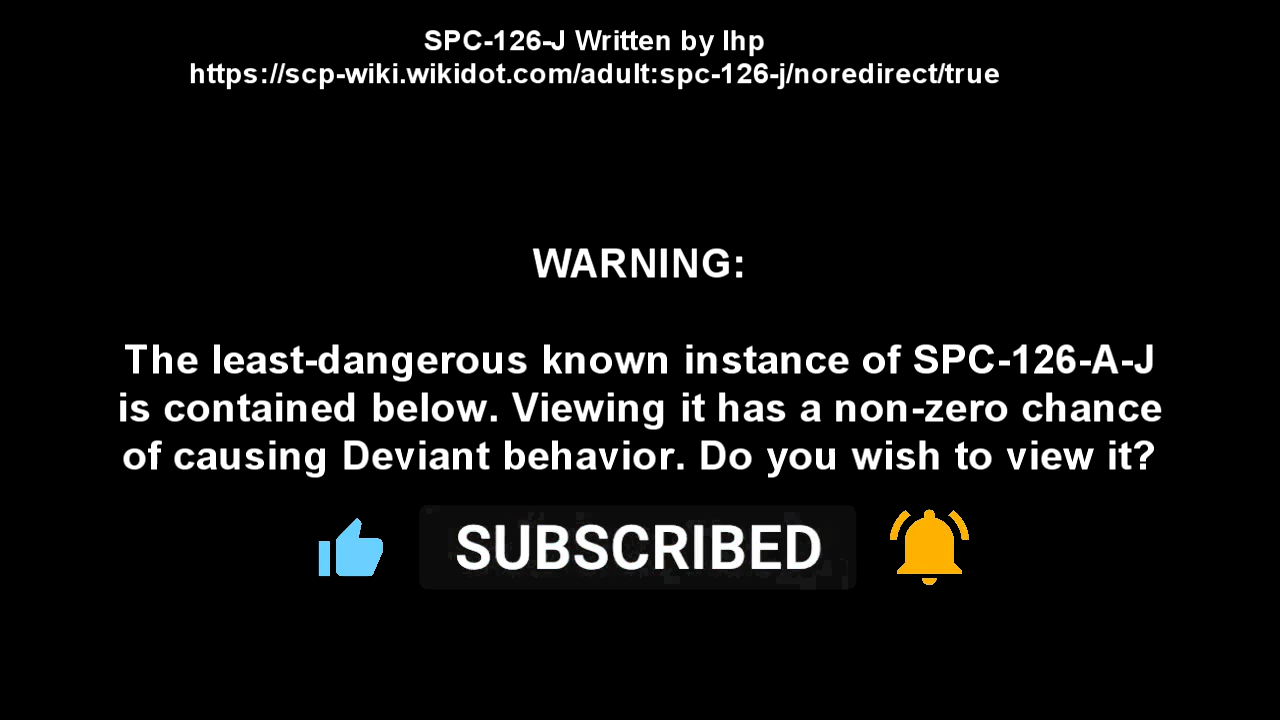 SPC-126-J Written by lhp
https://scp-wiki.wikidot.com/adult:spc-126-j/noredirect/true
WARNING:
The least-dangerous known instance of SPC-126-A-J
is contained below. Viewing it has a non-zero chance
of causing Deviant behavior. Do you wish to view it?
SUBSCRIBED